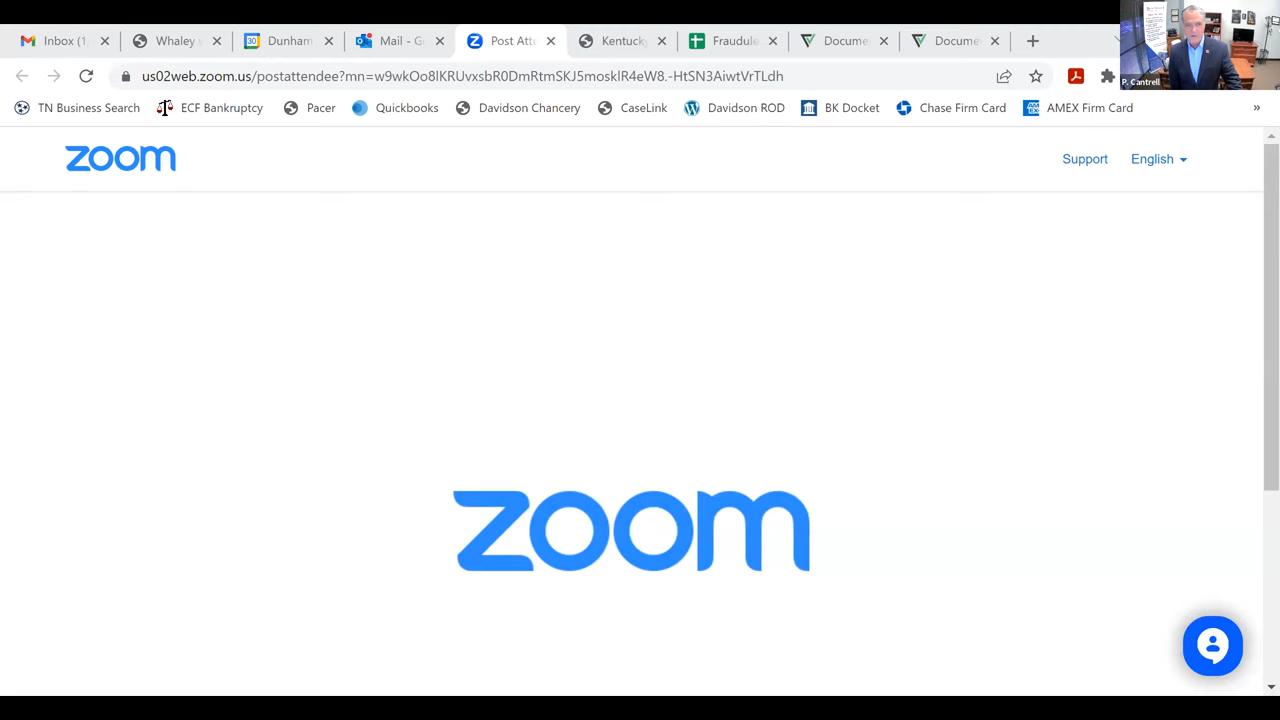 Inbox (1
Whaley v
Dunham
Mail - G
Post Atte
Kentuck
Fraudule
Docume
Docume
us02web.zoom.us/postattendee?mn=w9wkOo8lKRUvxsbR0DmRtmSKJ5mosklR4eW8.-HtSN3AiwtVrTLdh
P. Cantrell
TN Business Search
ECF Bankruptcy
Pacer
Quickbooks
Davidson Chancery
CaseLink
Davidson ROD
BK Docket
Chase Firm Card
AMEX Firm Card
»
zoom
Support
English
zoom